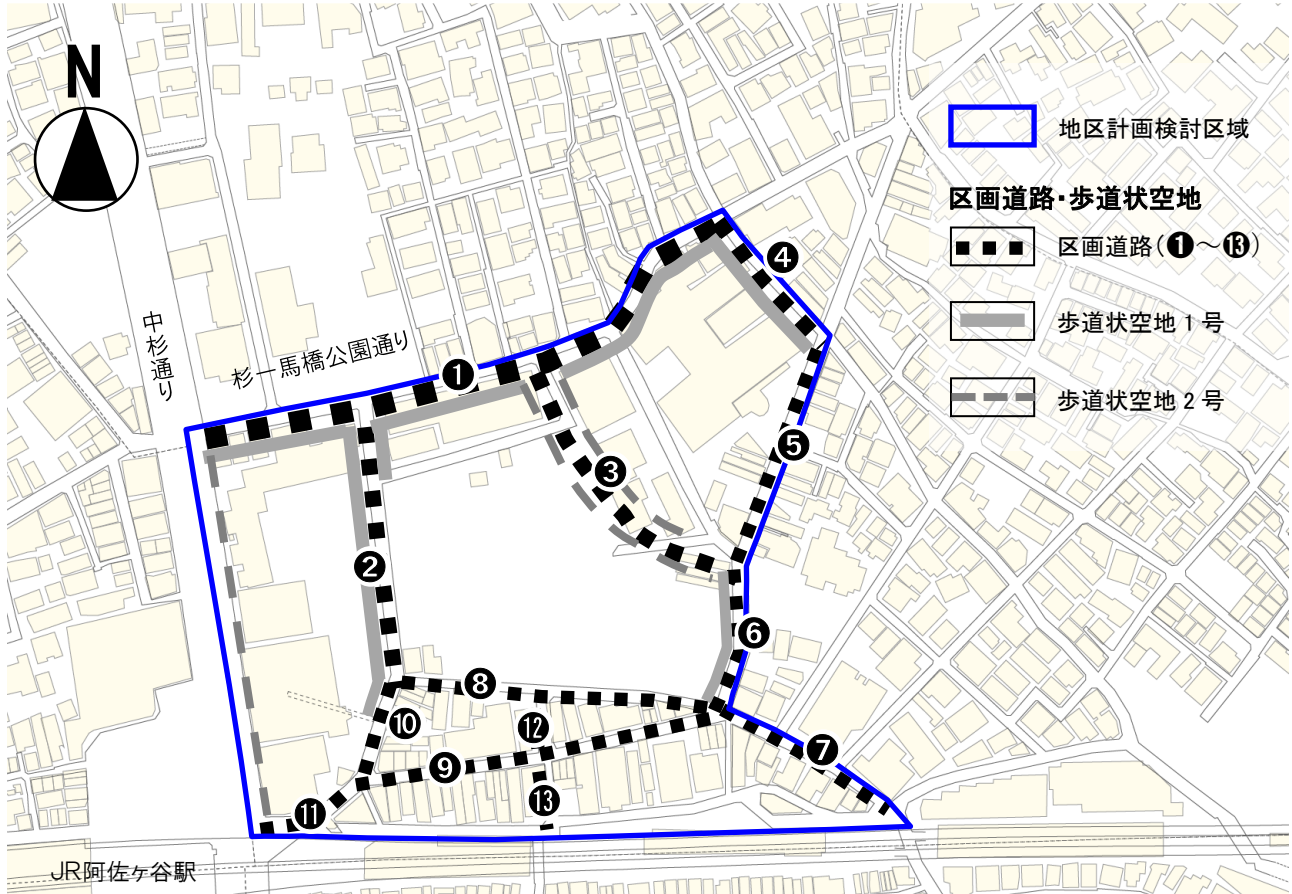 N
地区計画検討区域
区画道路・歩道状空地
区画道路(❶～⓭)
歩道状空地1号
歩道状空地2号
中杉通り
杉一馬橋公園通り
❶
❷
❸
❹
❺
❻
❼
❽
❾
❿
⓫
⓬
⓭
JR阿佐ヶ谷駅